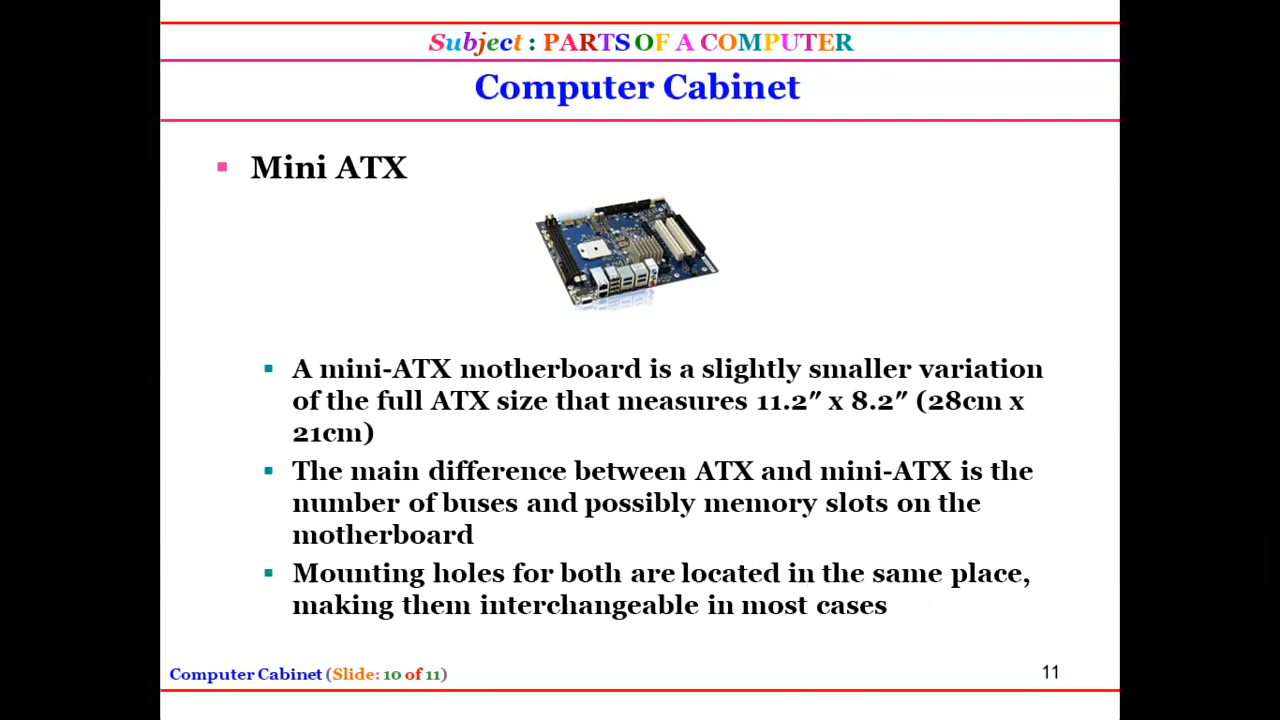 Subject : PARTS OF A COMPUTER
Computer Cabinet
Mini ATX
A mini-ATX motherboard is a slightly smaller variation
of the full ATX size that measures 11.2″ x 8.2″ (28cm x
21cm)
The main difference between ATX and mini-ATX is the
number of buses and possibly memory slots on the
motherboard
Mounting holes for both are located in the same place,
making them interchangeable in most cases
Computer Cabinet (Slide: 10 of 11)
11